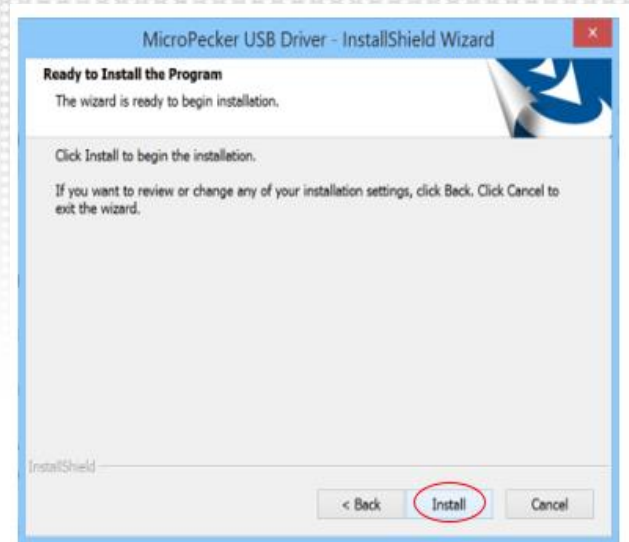 MicroPecker USB Driver - InstallShield Wizard
Ready to Install the Program
The wizard is ready to begin installation.
Click Install to begin the installation.
If you want to review or change any of your installation settings, click Back. Click Cancel to
exit the wizard.
InstallShield
< Back Install Cancel